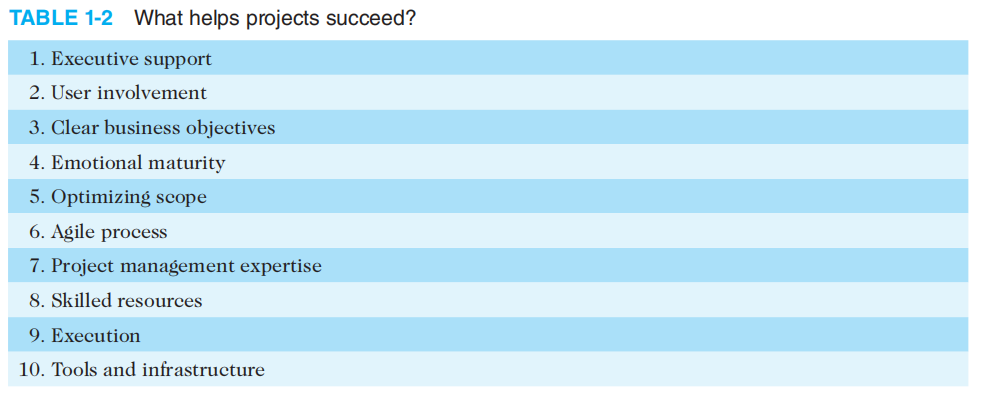 TABLE 1-2 What helps projects succeed?
1. Executive support
2. User involvement
3. Clear business objectives
4. Emotional maturity
5. Optimizing scope
6. Agile process
7. Project management expertise
8. Skilled resources
9. Execution
10. Tools and infrastructure